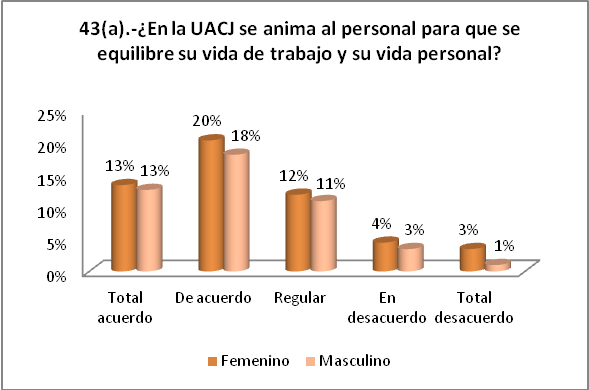 43(a).-¿En la UACJ se anima al personal para que se
equilibre su vida de trabajo y su vida personal?
25%
20%
15%
10%
5%
0%
13% 13%
20% 18%
12% 11%
4% 3%
3% 1%
Total
acuerdo
De acuerdo
Regular
En
desacuerdo
Total
desacuerdo
Femenino Masculino